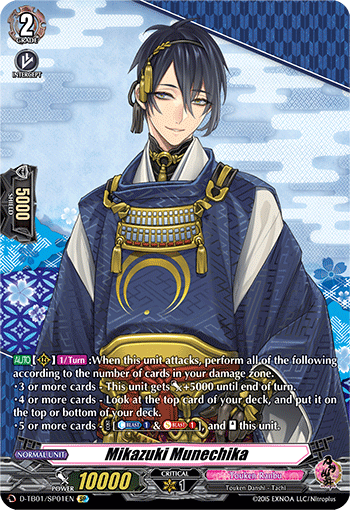 2
GRADE
INTERCEPT
5000
SHIELD
AUTO 1/Turn :When this unit attacks, perform all of the following
according to the number of cards in your damage zone.
·3 or more cards - This unit gets +5000 until end of turn.
·4 or more cards - Look at the top card of your deck, and put it on
the top or bottom of your deck.
·5 or more cards - [BLAST 1 & BLAST 1], and this unit.
NORMAL UNIT
Mikazuki Munechika
POWER 10000
CRITICAL
1
Touken Ranbu
Touken Danshi - Tachi
D-TB01/SP01EN SP
©2015 EXNOA LLC/Nitroplus